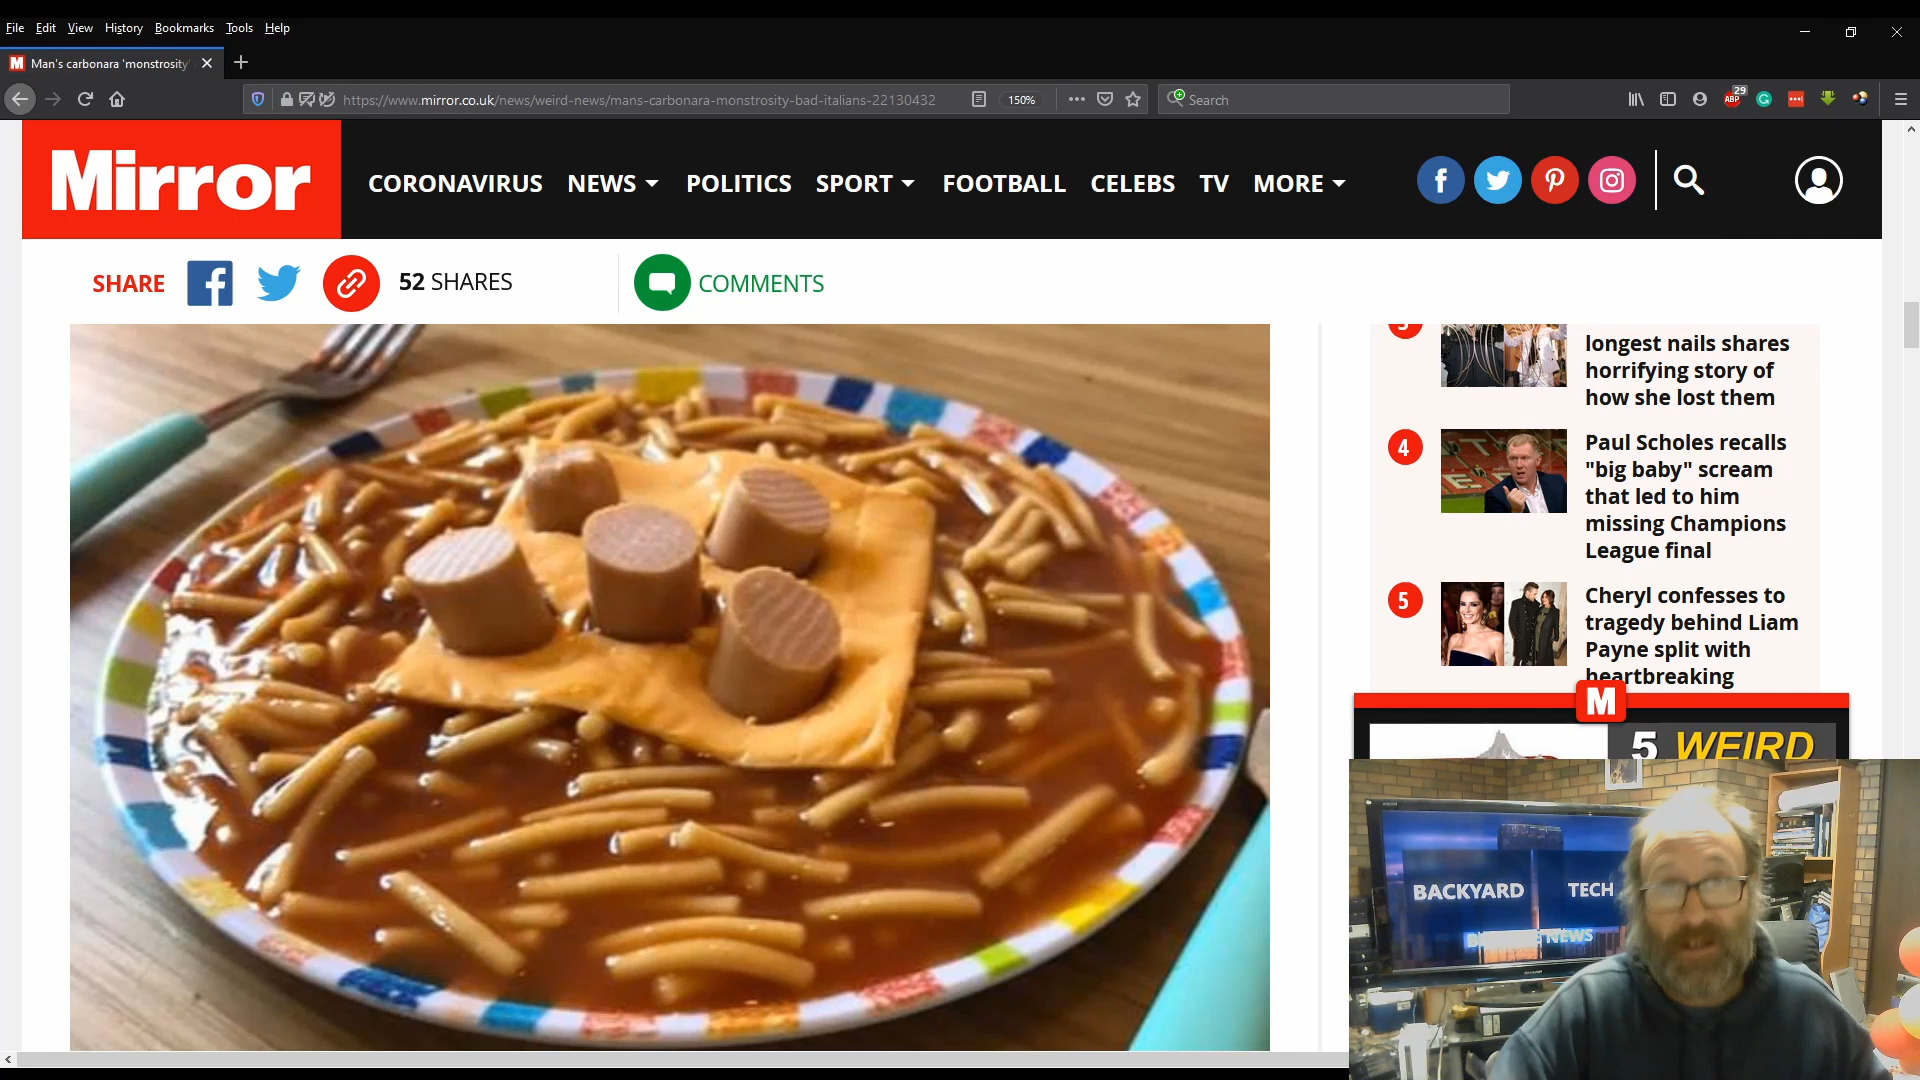 File Edit View History Bookmarks Tools Help
M Man's carbonara 'monstrosity'
https://www.mirror.co.uk/news/weird-news/mans-carbonara-monstrosity-bad-italians-22130432
150%
Search
29
ABP
Mirror
CORONAVIRUS NEWS POLITICS SPORT FOOTBALL CELEBS TV MORE
SHARE
52 SHARES
COMMENTS
3
longest nails shares
horrifying story of
how she lost them
4
Paul Scholes recalls
"big baby" scream
that led to him
missing Champions
League final
5
Cheryl confesses to
tragedy behind Liam
Payne split with
heartbreaking
M
5 WEIRD
BACKYARD TECH
NEWS